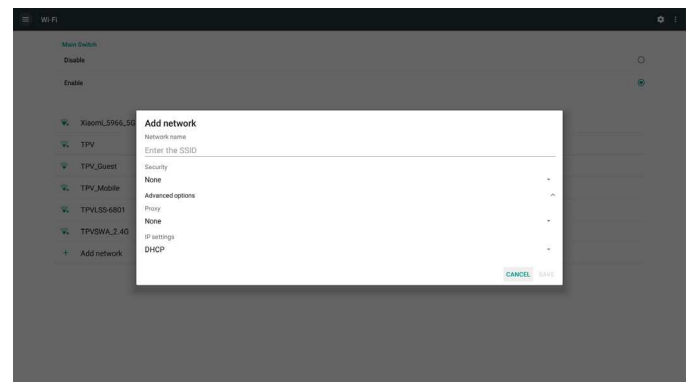 Wi-Fi
Main Switch
Disable
Enable
Xiaomi_5966_5G
TPV
TPV_Guest
TPV_Mobile
TPVLSS-6801
TPVSWA_2.4G
Add network
Add network
Network name
Enter the SSID
Security
None
Advanced options
Proxy
None
IP settings
DHCP
CANCEL SAVE